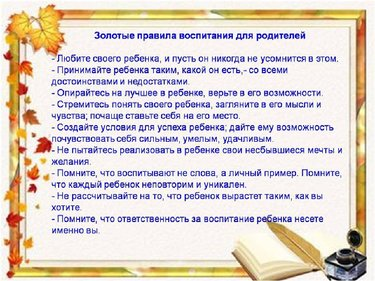 Золотые правила воспитания для родителей
- Любите своего ребенка, и пусть он никогда не усомнится в этом.
- Принимайте ребенка таким, какой он есть,- со всеми
достоинствами и недостатками.
- Опирайтесь на лучшее в ребенке, верьте в его возможности.
- Стремитесь понять своего ребенка, загляните в его мысли и
чувства; почаще ставьте себя на его место.
- Создайте условия для успеха ребенка; дайте ему возможность
почувствовать себя сильным, умелым, удачливым.
- Не пытайтесь реализовать в ребенке свои несбывшиеся мечты и
желания.
- Помните, что воспитывают не слова, а личный пример. Помните,
что каждый ребенок неповторим и уникален.
- Не рассчитывайте на то, что ребенок вырастет таким, как вы
хотите.
- Помните, что ответственность за воспитание ребенка несете
именно вы.